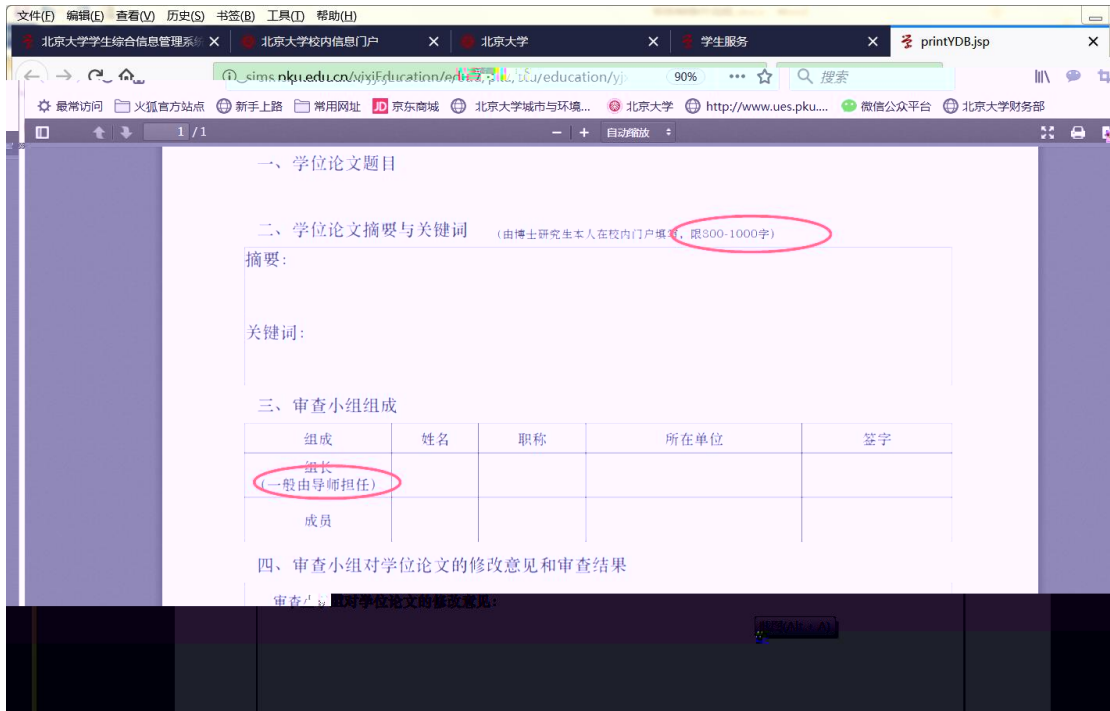 文件(F) 编辑(E) 查看(V) 历史(S) 书签(B) 工具(T) 帮助(H)
北京大学学生综合信息管理系统 北京大学校内信息门户 北京大学 学生服务 printYDB.jsp
sims.pku.edu.cn 90% 搜索
最常访问 火狐官方站点 新手上路 常用网址 JD 京东商城 北京大学城市与环境... 北京大学 http://www.ues.pku.... 微信公众平台 北京大学财务部
1 / 1 自动缩放
一、学位论文题目
二、学位论文摘要与关键词 (由博士研究生本人在校内门户填写, 限800-1000字)
摘要:
关键词:
三、审查小组组成
组成 姓名 职称 所在单位 签字
组长
(一般由导师担任)
成员
四、审查小组对学位论文的修改意见和审查结果
审查小组对学位论文的修改意见: